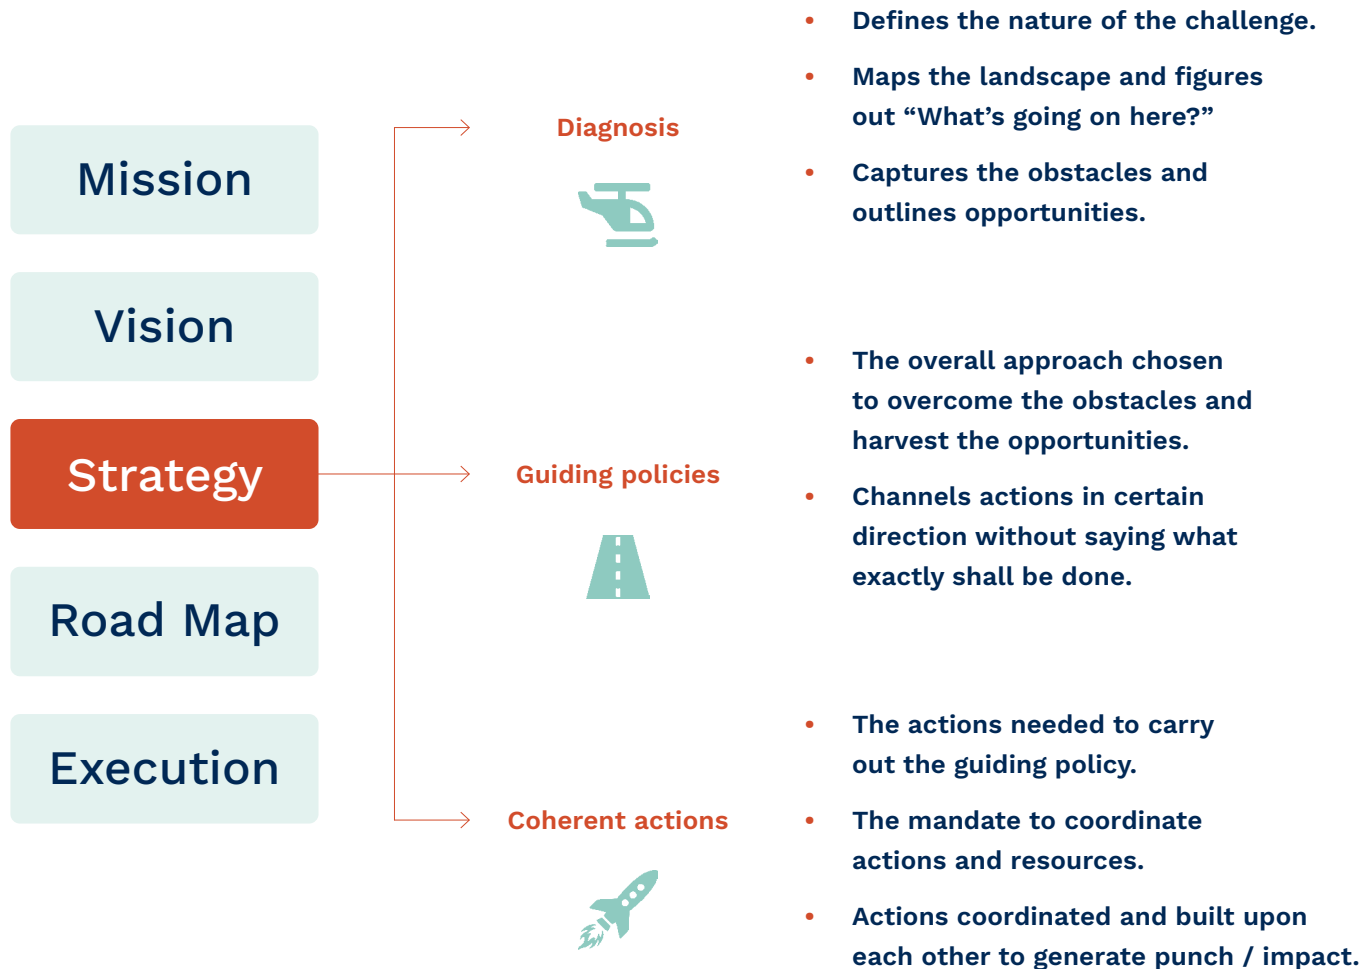 Mission
Vision
Strategy
Road Map
Execution
Diagnosis
• Defines the nature of the challenge.
• Maps the landscape and figures
out “What’s going on here?”
• Captures the obstacles and
outlines opportunities.
Guiding policies
• The overall approach chosen
to overcome the obstacles and
harvest the opportunities.
• Channels actions in certain
direction without saying what
exactly shall be done.
Coherent actions
• The actions needed to carry
out the guiding policy.
• The mandate to coordinate
actions and resources.
• Actions coordinated and built upon
each other to generate punch / impact.